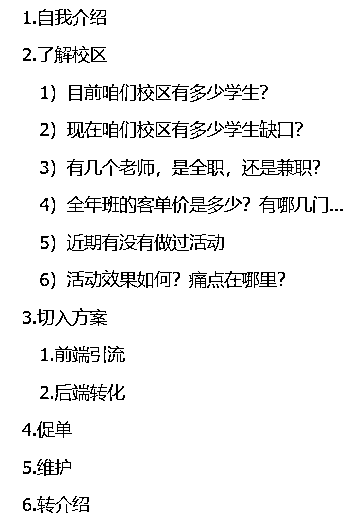 1.自我介绍
2.了解校区
1）目前咱们校区有多少学生？
2）现在咱们校区有多少学生缺口？
3）有几个老师，是全职，还是兼职？
4）全年班的客单价是多少？有哪几门...
5）近期有没有做过活动
6）活动效果如何？痛点在哪里？
3.切入方案
1.前端引流
2.后端转化
4.促单
5.维护
6.转介绍